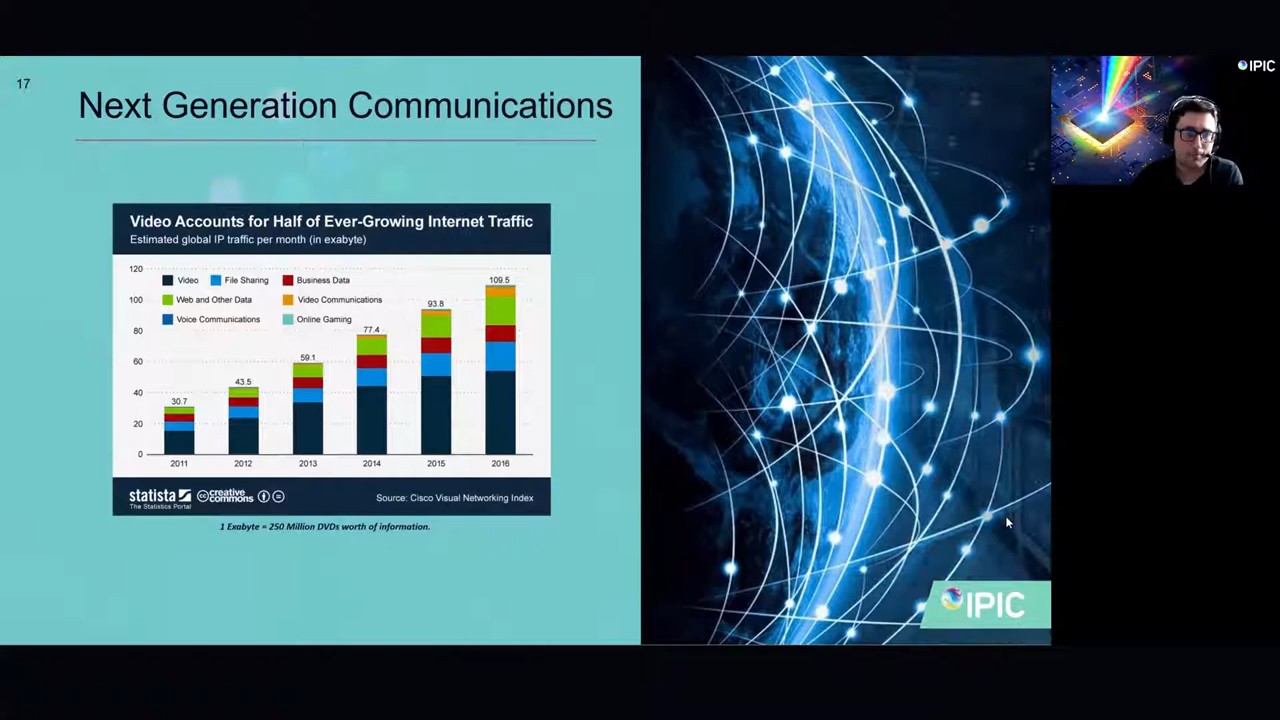 17
Next Generation Communications
Video Accounts for Half of Ever-Growing Internet Traffic
Estimated global IP traffic per month (in exabyte)
120
100
80
60
40
20
0
Video
File Sharing
Business Data
Web and Other Data
Video Communications
Voice Communications
Online Gaming
30.7
43.5
59.1
77.4
93.8
109.5
2011
2012
2013
2014
2015
2016
statista
The Statistics Portal
cc creative commons
Source: Cisco Visual Networking Index
1 Exabyte = 250 Million DVDs worth of information.
IPIC
IPIC